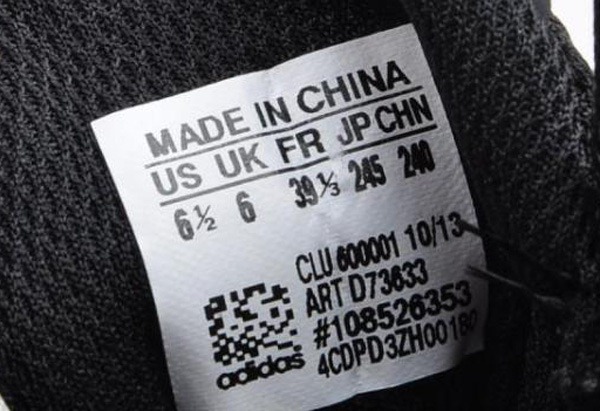 MADE IN CHINA
US UK FR JP CHN
6½ 6 39⅓ 245 240
CLU 600001 10/13
ART D73633
#108526353
adidas